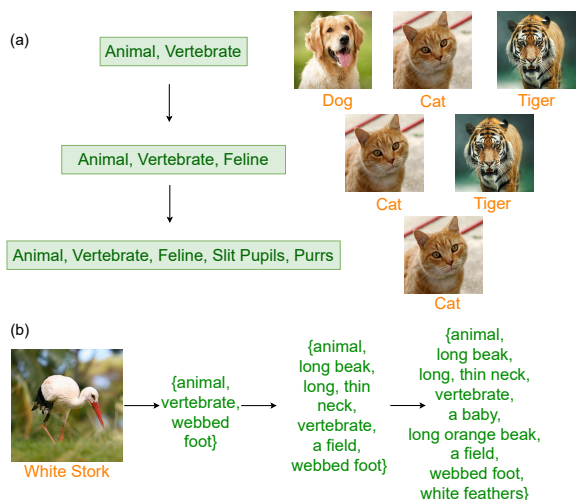 (a)
Animal, Vertebrate
Dog
Cat
Tiger
Animal, Vertebrate, Feline
Cat
Tiger
Animal, Vertebrate, Feline, Slit Pupils, Purrs
Cat
(b)
White Stork
{animal,
vertebrate,
webbed
foot}
{animal,
long beak,
long, thin
neck,
vertebrate,
a field,
webbed foot}
{animal,
long beak,
long, thin neck,
vertebrate,
a baby,
long orange beak,
a field,
webbed foot,
white feathers}